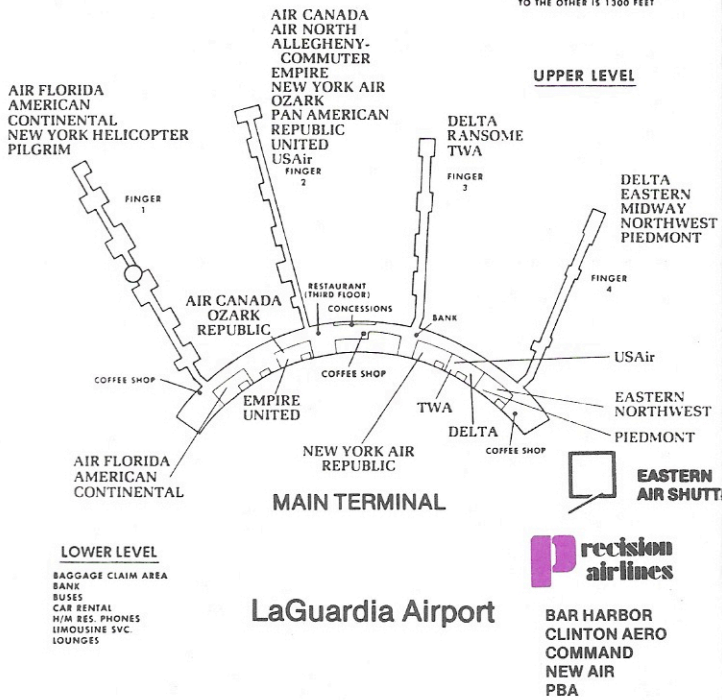 TO THE OTHER IS 1300 FEET
UPPER LEVEL
AIR FLORIDA
AMERICAN
CONTINENTAL
NEW YORK HELICOPTER
PILGRIM
FINGER
1
AIR CANADA
AIR NORTH
ALLEGHENY-
COMMUTER
EMPIRE
NEW YORK AIR
OZARK
PAN AMERICAN
REPUBLIC
UNITED
USAir
FINGER
2
DELTA
RANSOME
TWA
FINGER
3
DELTA
EASTERN
MIDWAY
NORTHWEST
PIEDMONT
FINGER
4
RESTAURANT
(THIRD FLOOR)
CONCESSIONS
BANK
AIR CANADA
OZARK
REPUBLIC
COFFEE SHOP
EMPIRE
UNITED
COFFEE SHOP
USAir
TWA
DELTA
EASTERN
NORTHWEST
PIEDMONT
COFFEE SHOP
AIR FLORIDA
AMERICAN
CONTINENTAL
NEW YORK AIR
REPUBLIC
MAIN TERMINAL
EASTERN
AIR SHUTT
LOWER LEVEL
BAGGAGE CLAIM AREA
BANK
BUSES
CAR RENTAL
H/M RES. PHONES
LIMOUSINE SVC.
LOUNGES
LaGuardia Airport
precision
airlines
BAR HARBOR
CLINTON AERO
COMMAND
NEW AIR
PBA